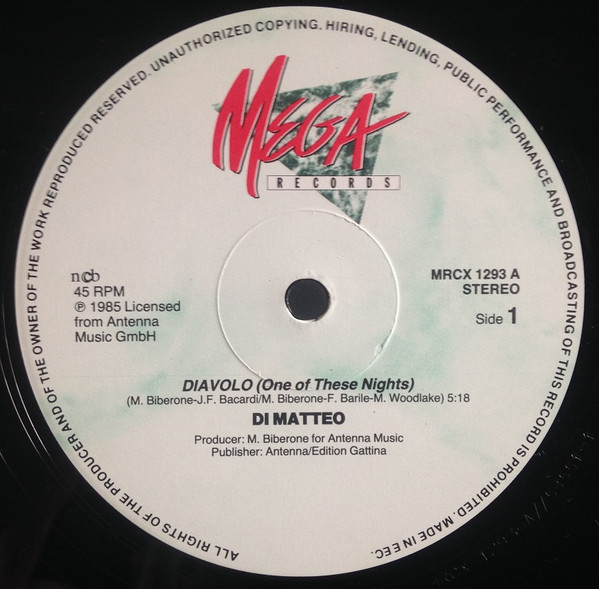 ALL RIGHTS OF THE PRODUCER AND OF THE OWNER OF THE WORK REPRODUCED RESERVED. UNAUTHORIZED COPYING. HIRING, LENDING, PUBLIC PERFORMANCE AND BROADCASTING OF THIS RECORD IS PROHIBITED. MADE IN EEC.
MEGA
RECORDS
ncb
45 RPM
℗ 1985 Licensed
from Antenna
Music GmbH
MRCX 1293 A
STEREO
Side 1
DIAVOLO (One of These Nights)
(M. Biberone-J.F. Bacardi/M. Biberone-F. Barile-M. Woodlake) 5:18
DI MATTEO
Producer: M. Biberone for Antenna Music
Publisher: Antenna/Edition Gattina